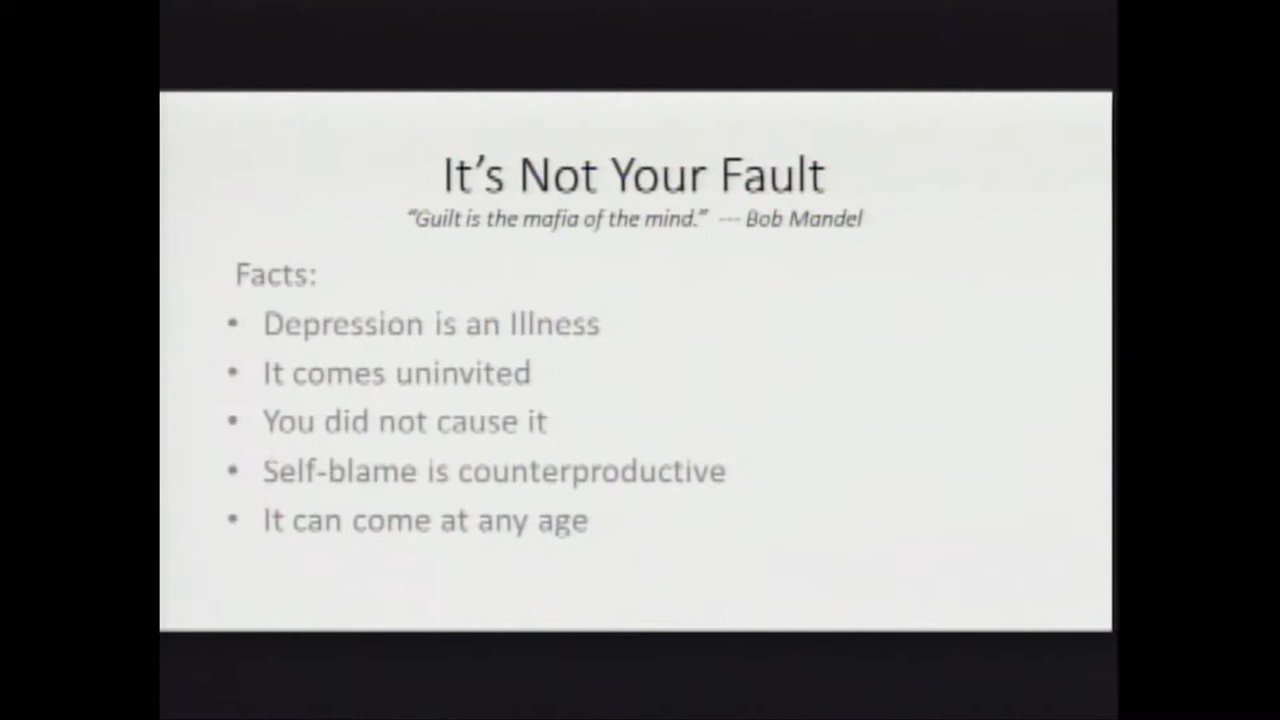 It's Not Your Fault
“Guilt is the mafia of the mind.” --- Bob Mandel
Facts:
• Depression is an Illness
• It comes uninvited
• You did not cause it
• Self-blame is counterproductive
• It can come at any age